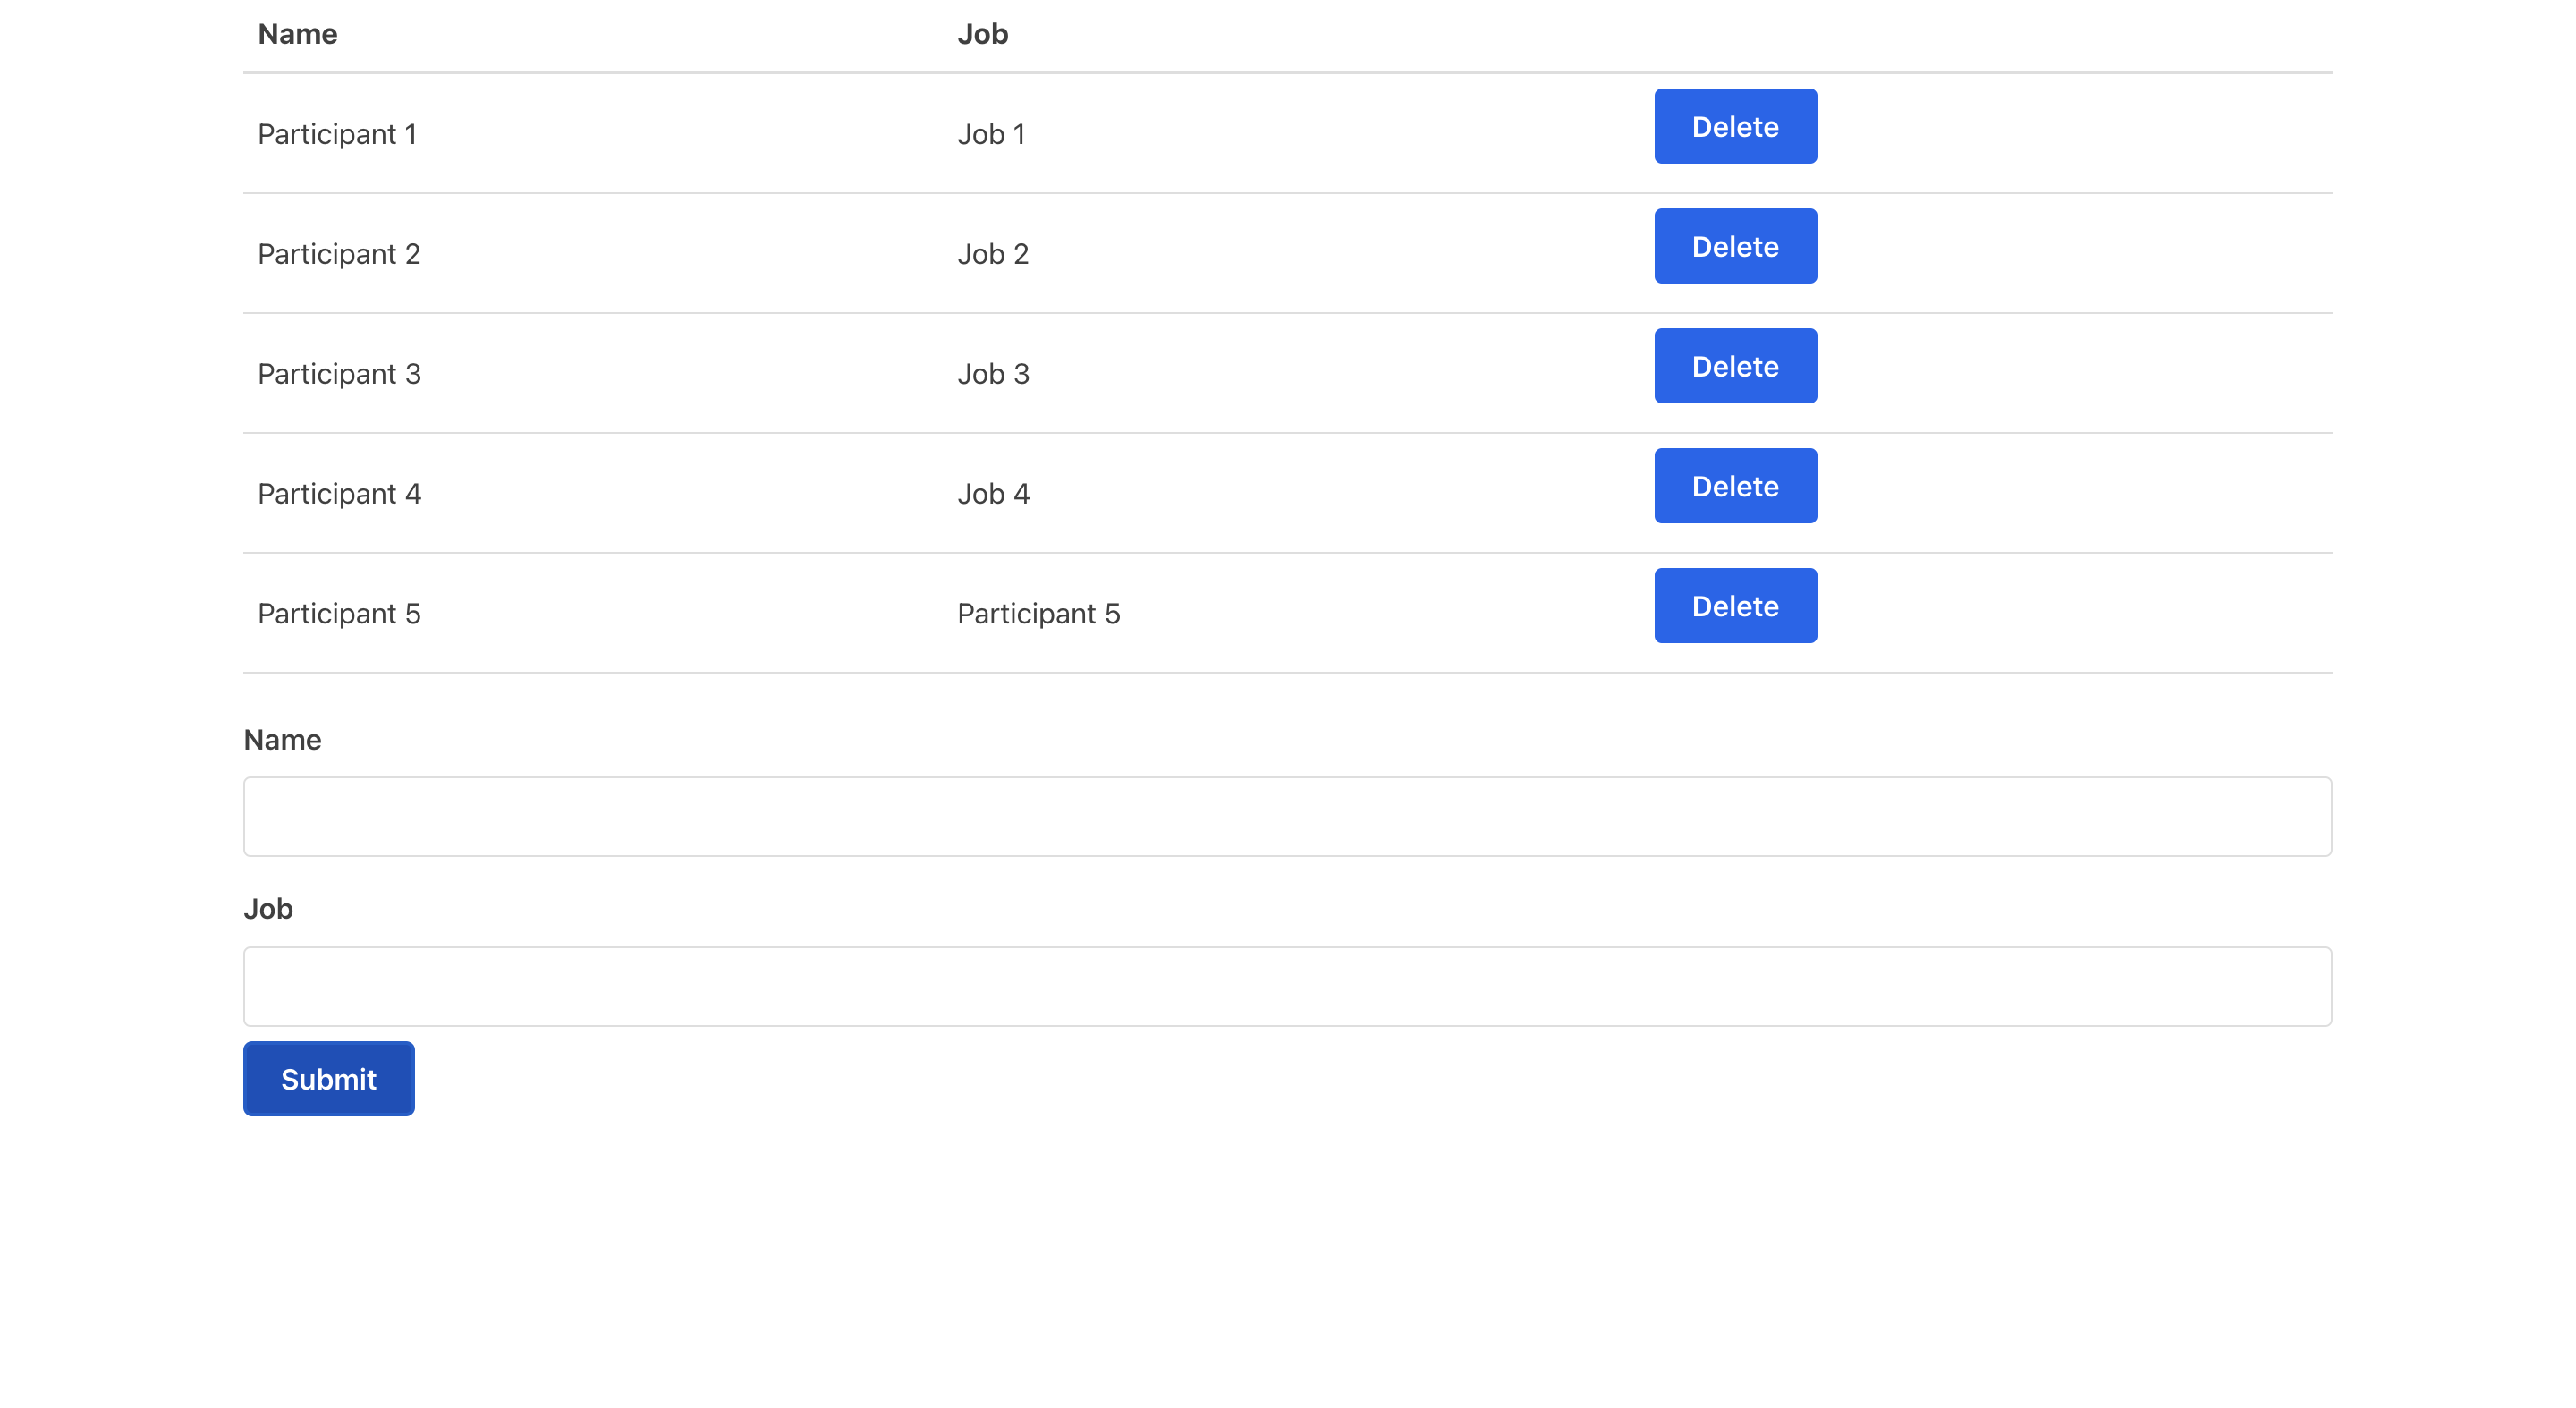 Name Job
Participant 1 Job 1 Delete
Participant 2 Job 2 Delete
Participant 3 Job 3 Delete
Participant 4 Job 4 Delete
Participant 5 Participant 5 Delete
Name
Job
Submit